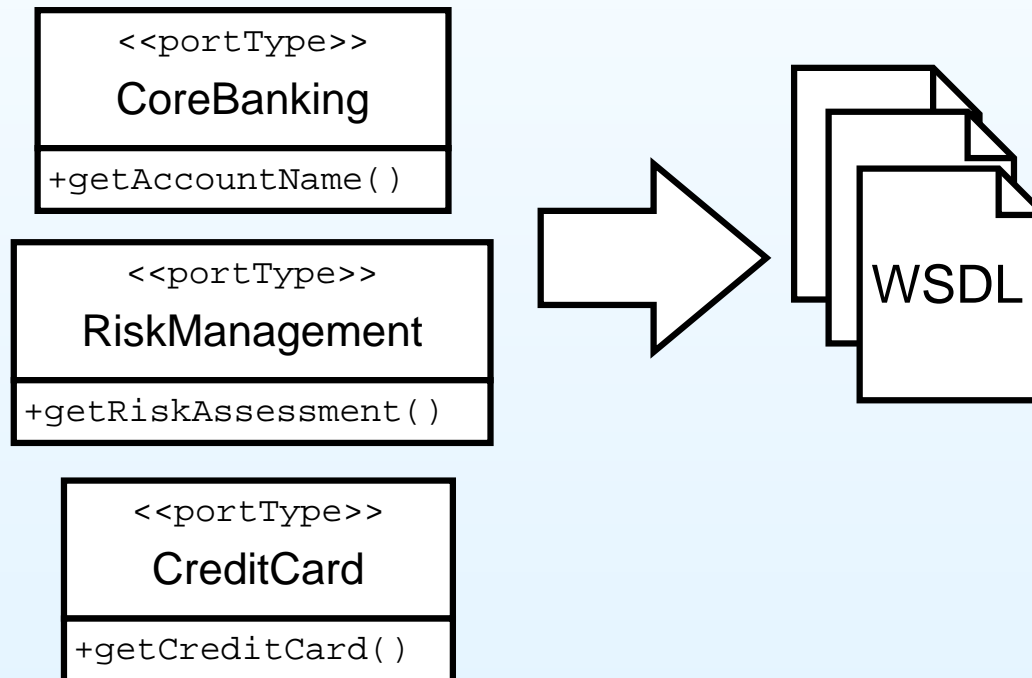 <<portType>>
CoreBanking
+getAccountName()
<<portType>>
RiskManagement
+getRiskAssessment()
<<portType>>
CreditCard
+getCreditCard()
WSDL